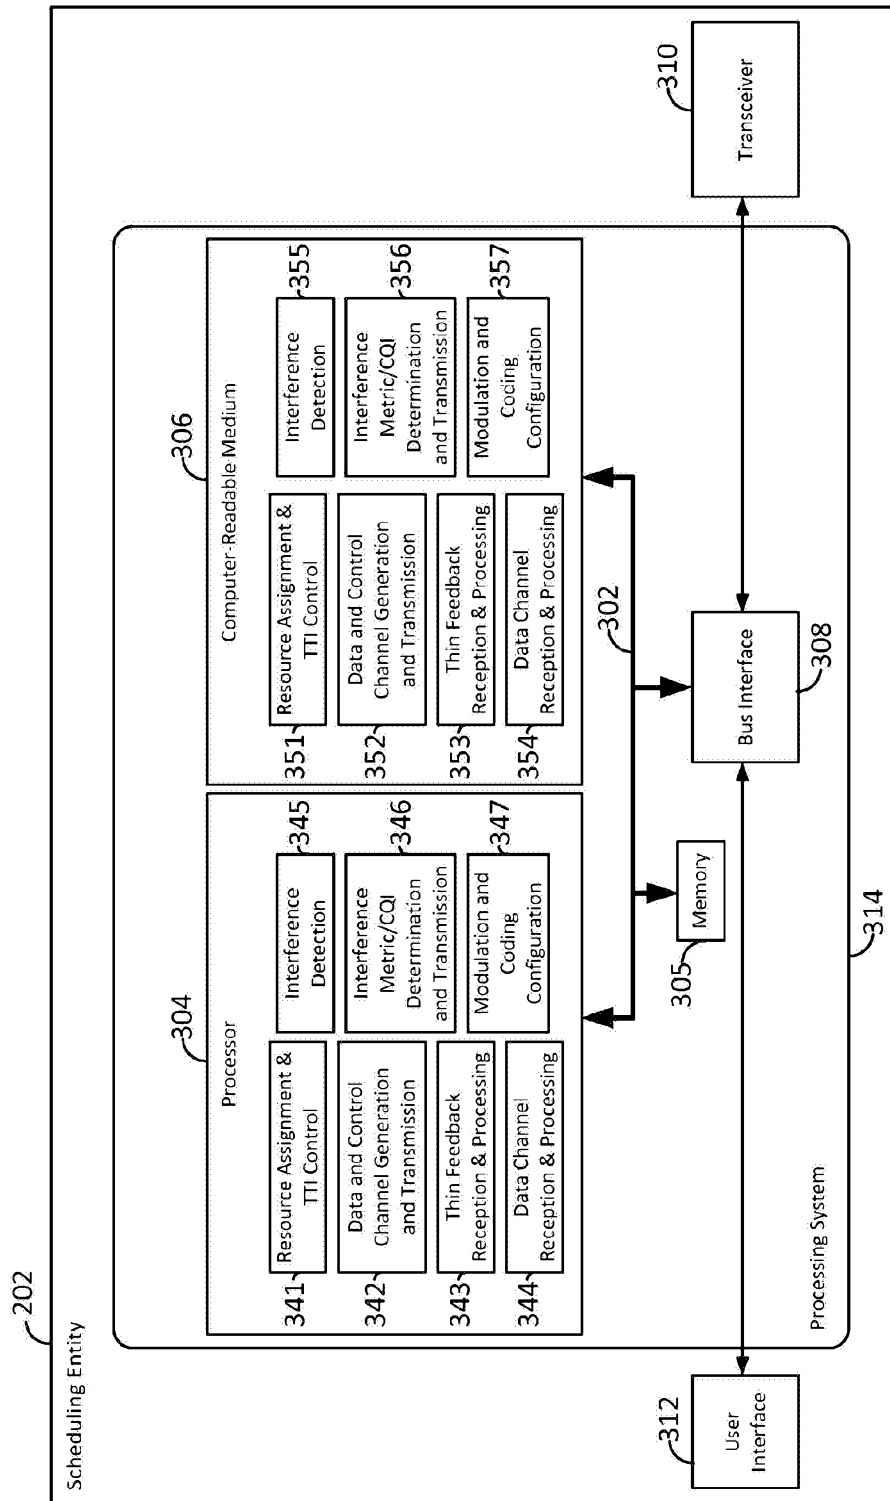 202
Scheduling Entity
304
Processor
341
Resource Assignment &
TTI Control
342
Data and Control
Channel Generation
and Transmission
343
Thin Feedback
Reception & Processing
344
Data Channel
Reception & Processing
345
Interference
Detection
346
Interference
Metric/CQI
Determination
and Transmission
347
Modulation and
Coding
Configuration
306
Computer-Readable Medium
351
Resource Assignment &
TTI Control
352
Data and Control
Channel Generation
and Transmission
353
Thin Feedback
Reception & Processing
354
Data Channel
Reception & Processing
355
Interference
Detection
356
Interference
Metric/CQI
Determination
and Transmission
357
Modulation and
Coding
Configuration
302
305
Memory
312
User
Interface
Bus Interface
308
310
Transceiver
Processing System
314